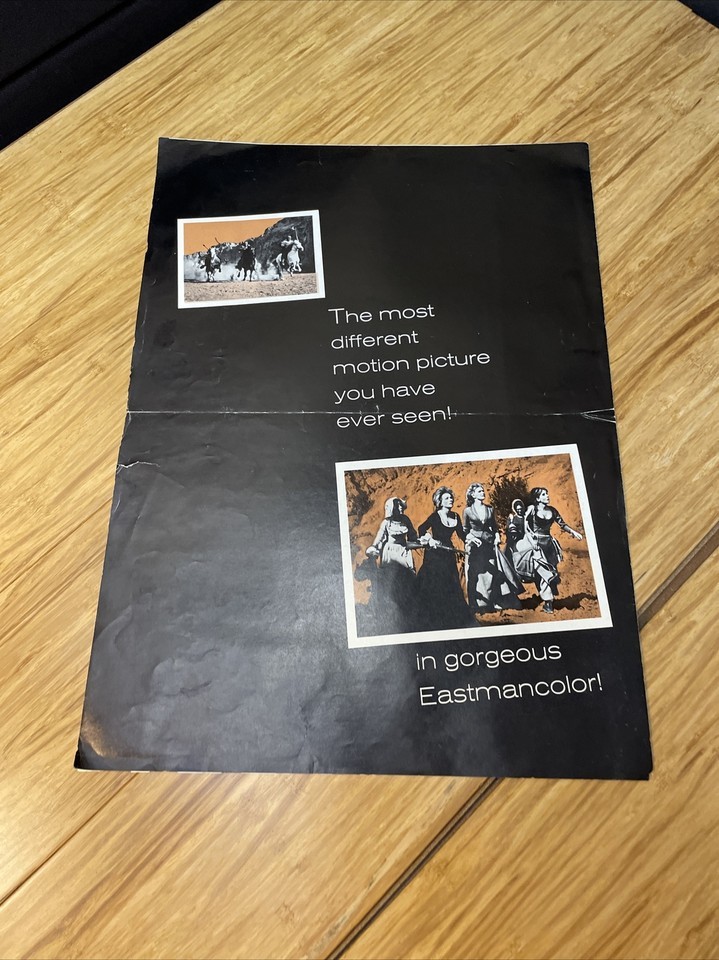 The most
different
motion picture
you have
ever seen!
in gorgeous
Eastmancolor!